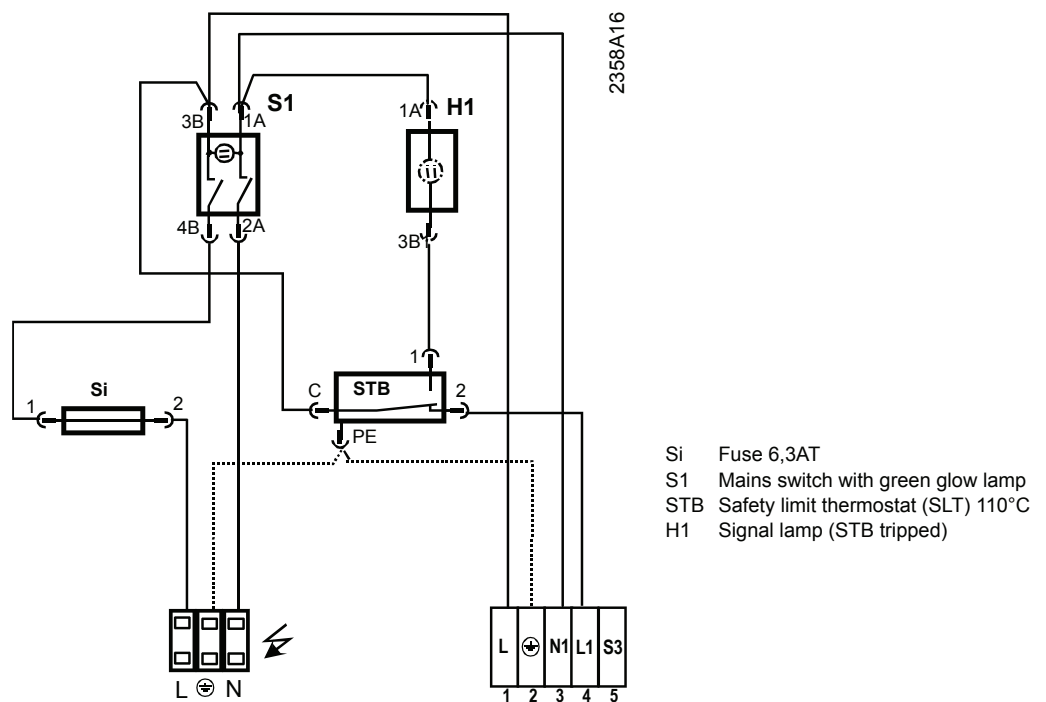 2358A16
S1
3B
1A
1A
H1
4B
2A
3B
1
STB
C
2
Si
1
2
PE
Si Fuse 6,3AT
S1 Mains switch with green glow lamp
STB Safety limit thermostat (SLT) 110°C
H1 Signal lamp (STB tripped)
L N1 L1 S3
L N
1 2 3 4 5